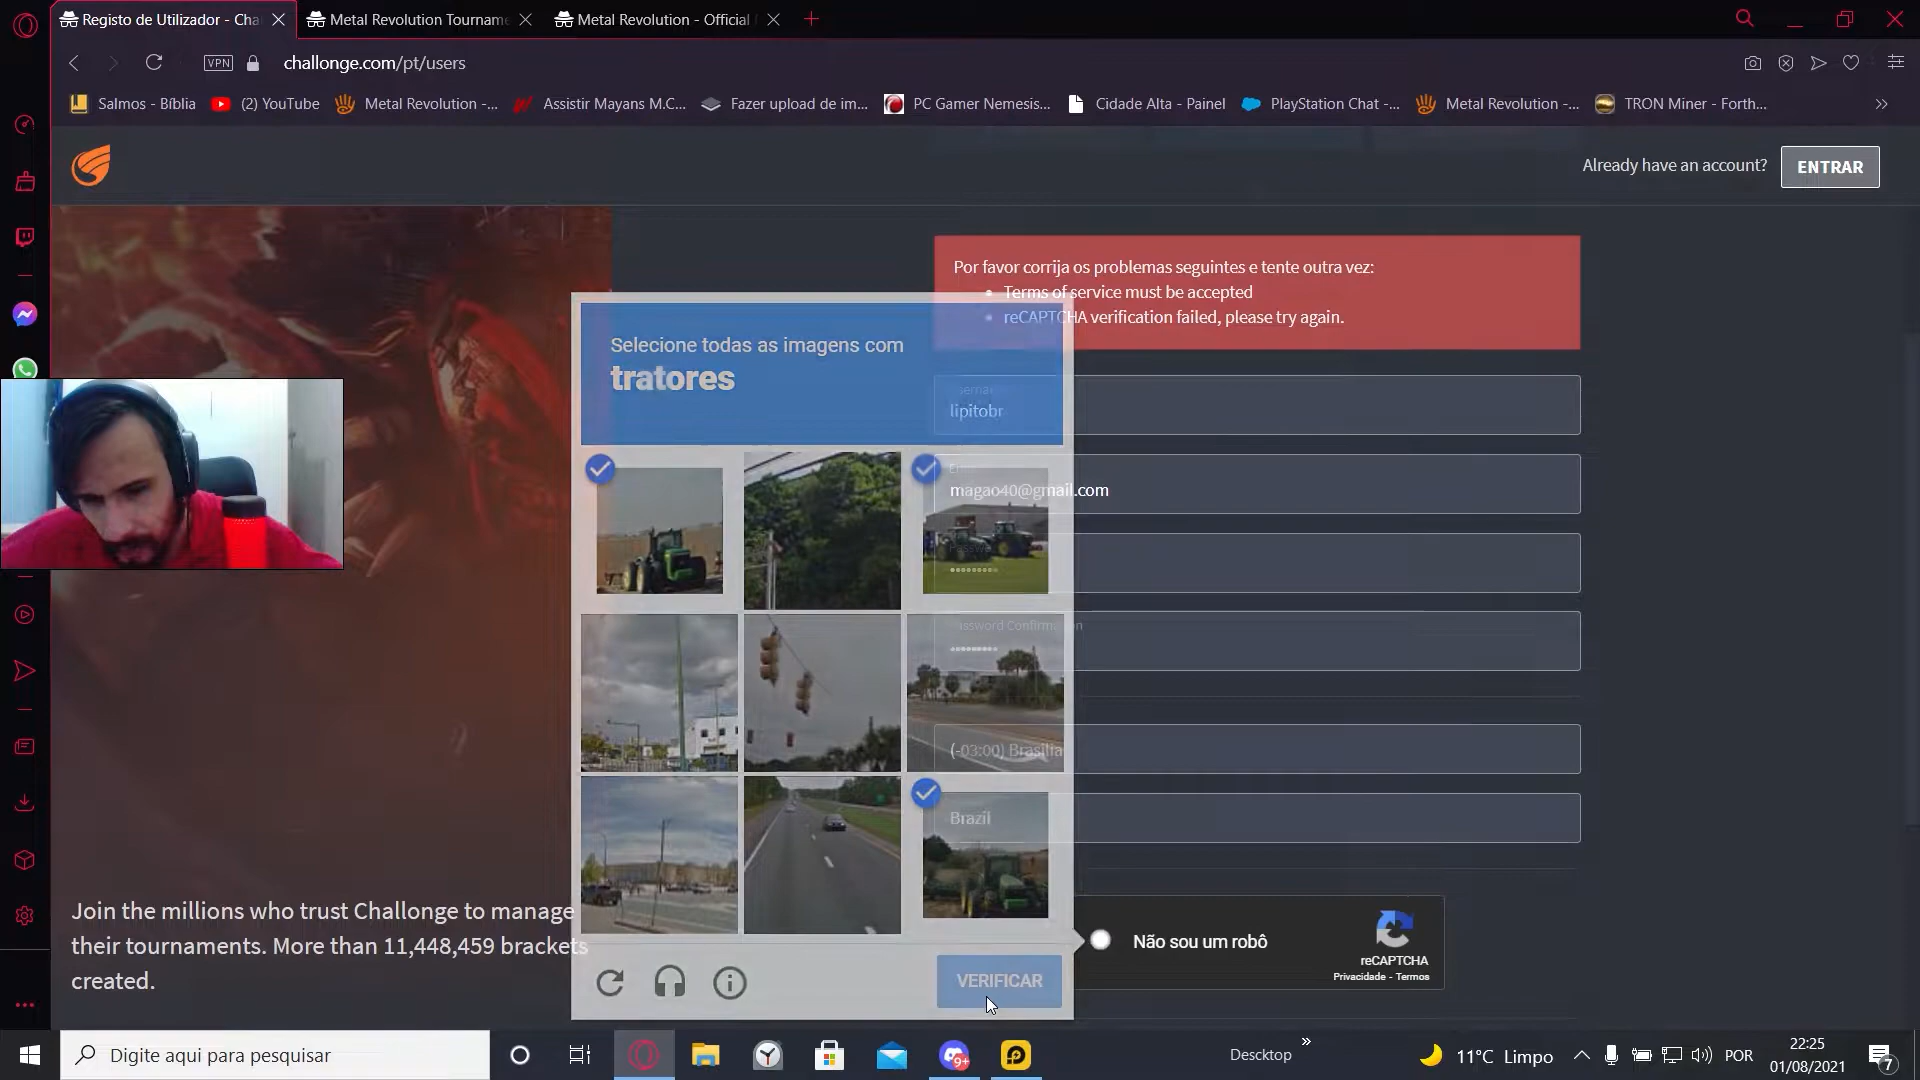 Registo de Utilizador - Cha
Metal Revolution Tourname
Metal Revolution - Official
VPN
challonge.com/pt/users
Salmos - Bíblia
(2) YouTube
Metal Revolution -...
Assistir Mayans M.C...
Fazer upload de im...
PC Gamer Nemesis...
Cidade Alta - Painel
PlayStation Chat -...
Metal Revolution -...
TRON Miner - Forth...
Already have an account?
ENTRAR
Por favor corrija os problemas seguintes e tente outra vez:
Terms of service must be accepted
reCAPTCHA verification failed, please try again.
Selecione todas as imagens com
tratores
lipitobr
magao40@gmail.com
Password Confirmation
(-03:00) Brasilia
Brazil
VERIFICAR
Não sou um robô
reCAPTCHA
Privacidade - Termos
Join the millions who trust Challonge to manage
their tournaments. More than 11,448,459 brackets
created.
Digite aqui para pesquisar
9+
Descktop
11°C Limpo
POR
22:25
01/08/2021
7